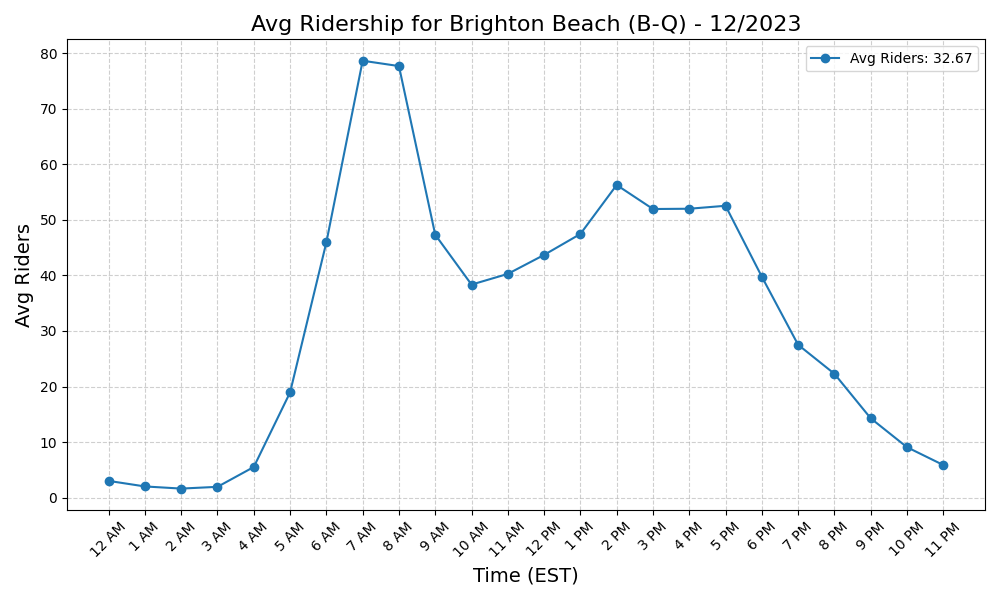 Avg Ridership for Brighton Beach (B-Q) - 12/2023
Avg Riders: 32.67
Avg Riders
80
70
60
50
40
30
20
10
0
12 AM
1 AM
2 AM
3 AM
4 AM
5 AM
6 AM
7 AM
8 AM
9 AM
10 AM
11 AM
12 PM
1 PM
2 PM
3 PM
4 PM
5 PM
6 PM
7 PM
8 PM
9 PM
10 PM
11 PM
Time (EST)